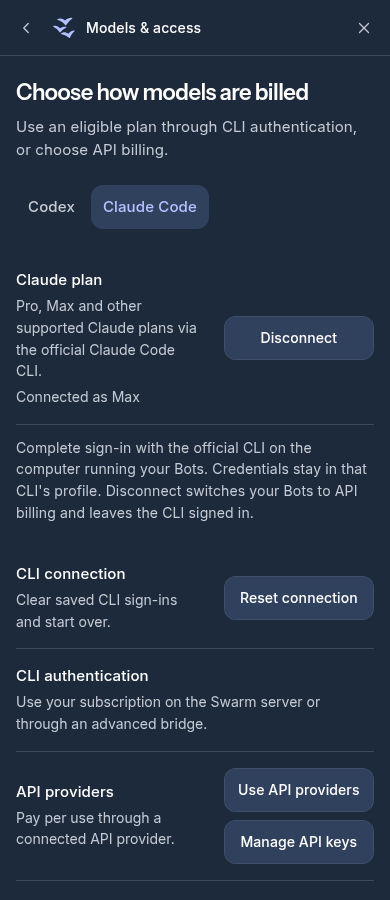 Models & access
Choose how models are billed
Use an eligible plan through CLI authentication,
or choose API billing.
Codex
Claude Code
Claude plan
Pro, Max and other
supported Claude plans via
the official Claude Code
CLI.
Connected as Max
Disconnect
Complete sign-in with the official CLI on the
computer running your Bots. Credentials stay in that
CLI's profile. Disconnect switches your Bots to API
billing and leaves the CLI signed in.
CLI connection
Clear saved CLI sign-ins
and start over.
Reset connection
CLI authentication
Use your subscription on the Swarm server or
through an advanced bridge.
API providers
Pay per use through a
connected API provider.
Use API providers
Manage API keys